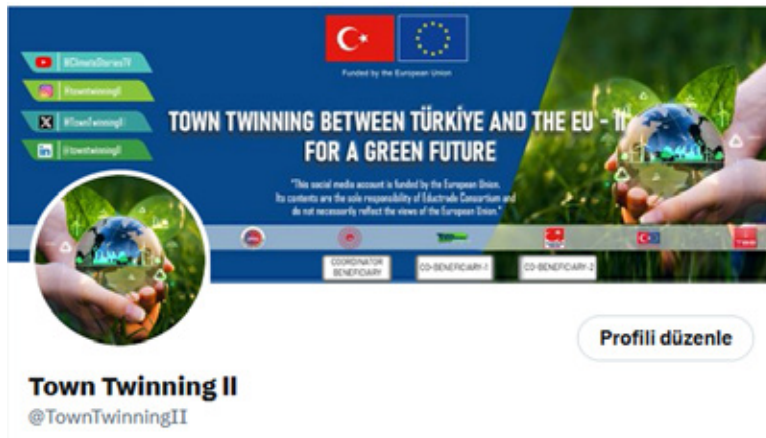 Funded by the European Union
#ClimateStoriesTV
@towntwinningII
#TownTwinningII
@towntwinningII
TOWN TWINNING BETWEEN TÜRKİYE AND THE EU - II
FOR A GREEN FUTURE
"This social media account is funded by the European Union.
Its contents are the sole responsibility of Eductrade Consortium and
do not necessarily reflect the views of the European Union."
COORDINATOR
BENEFICIARY
CO-BENEFICIARY-1
CO-BENEFICIARY-2
Profili düzenle
Town Twinning ll
@TownTwinningII